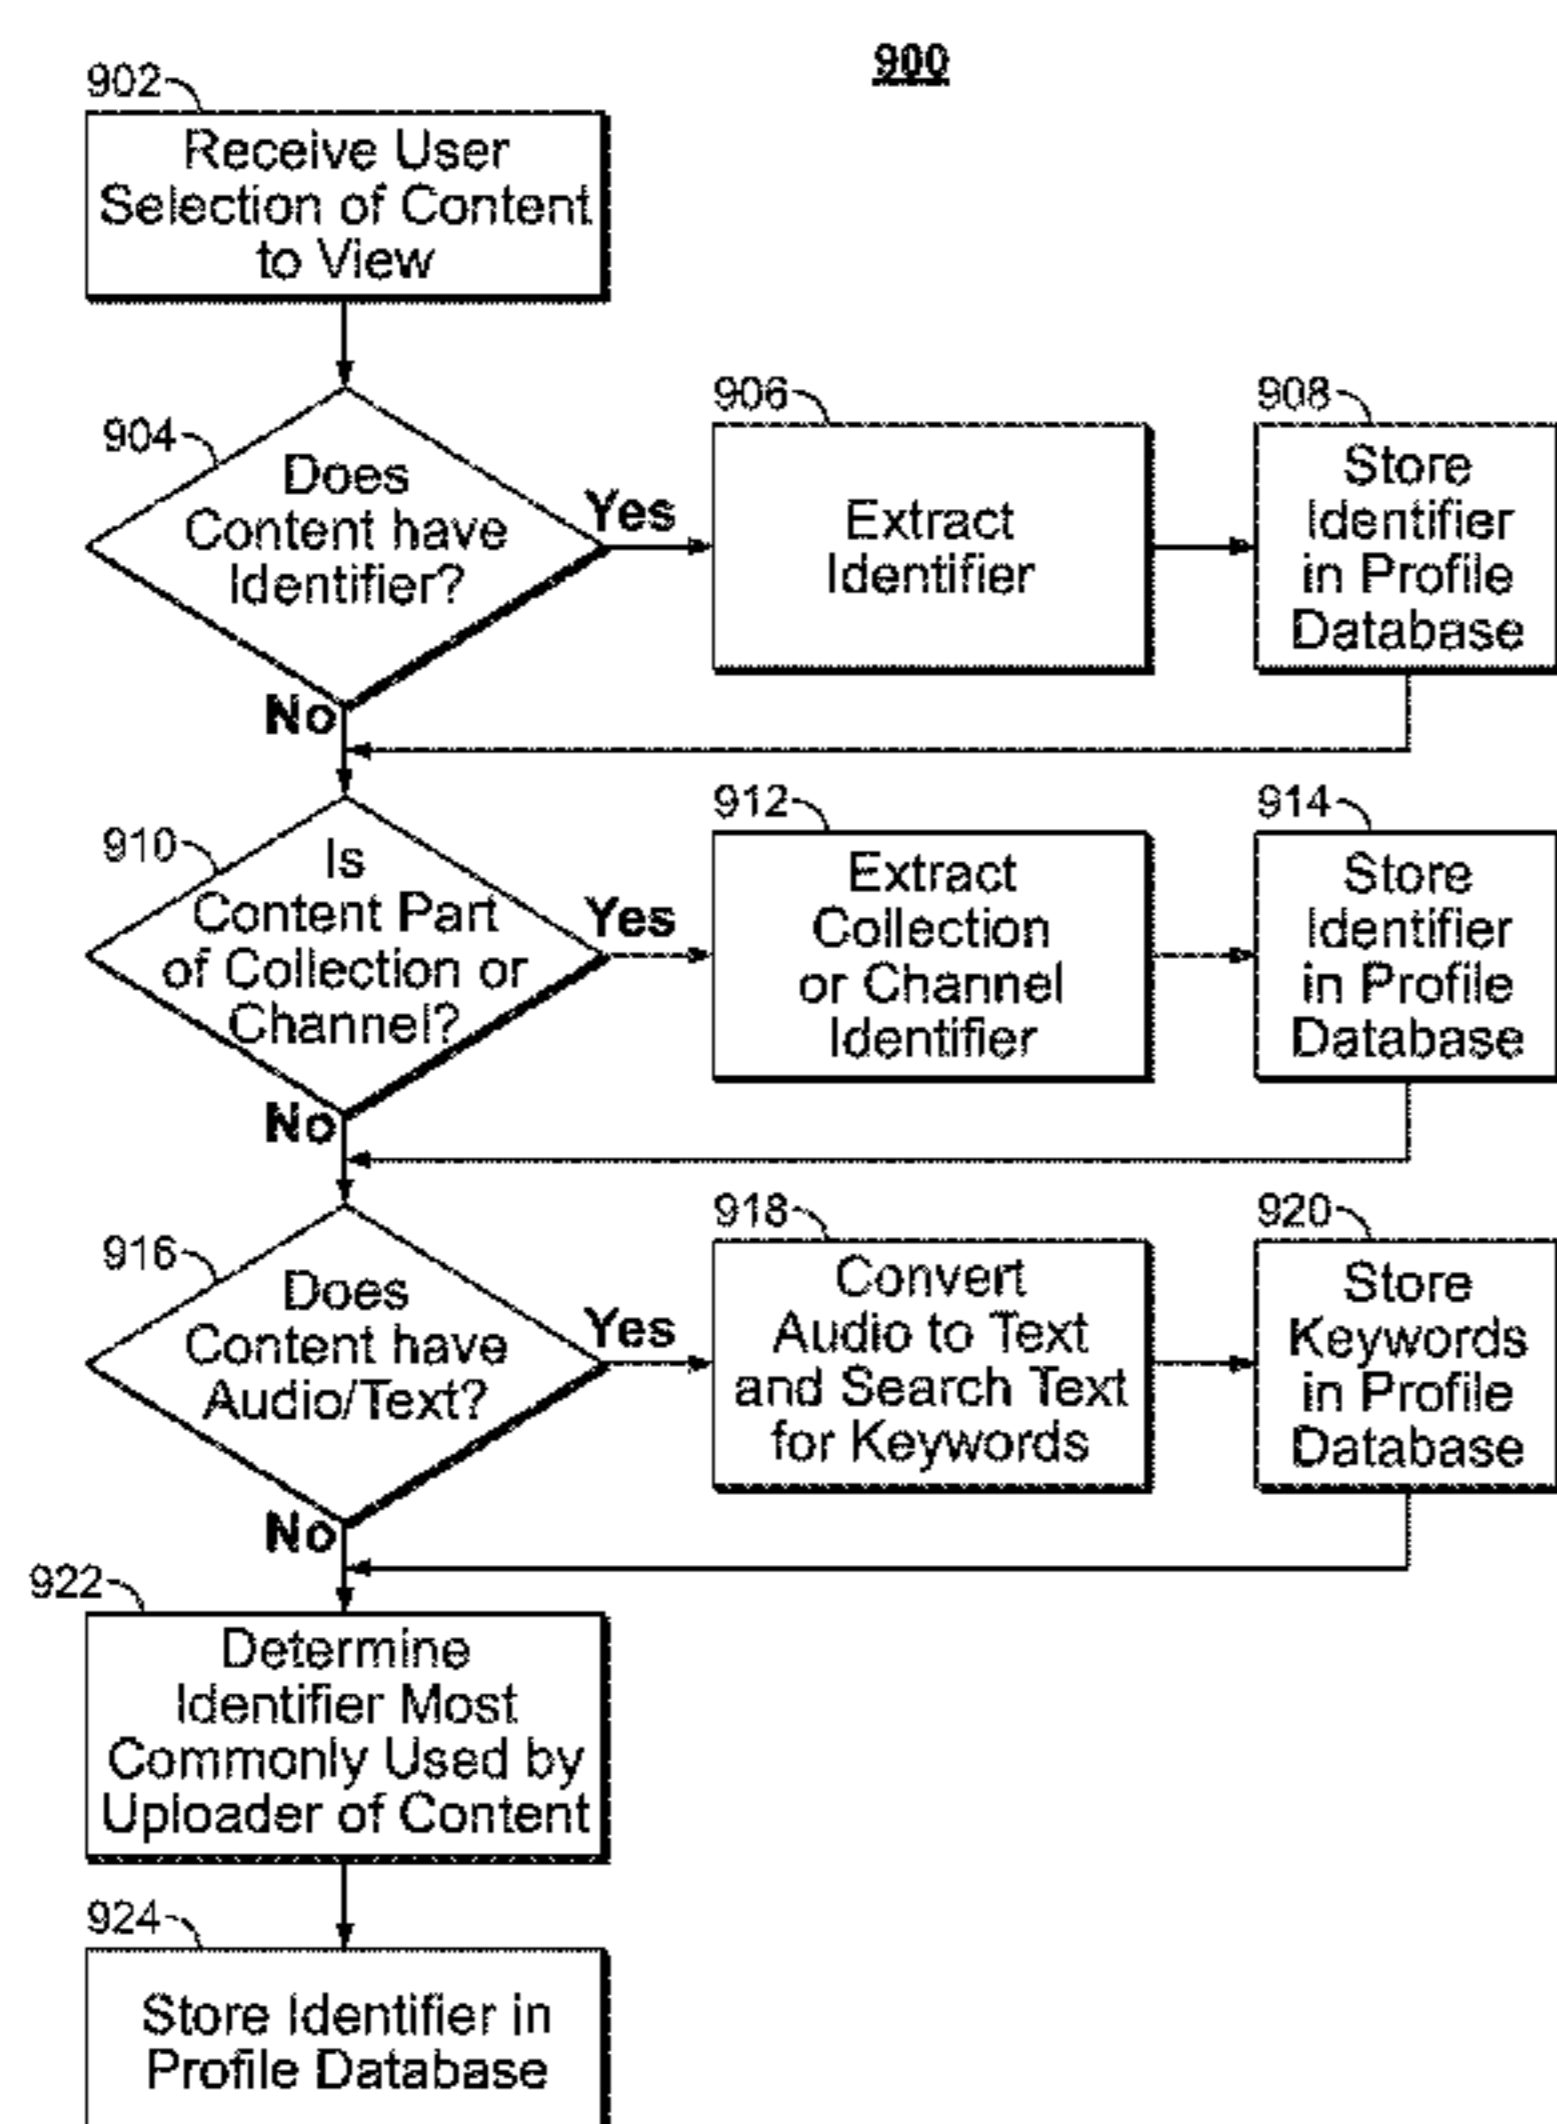 900
902
Receive User
Selection of Content
to View
904
Does
Content have
Identifier?
Yes
No
906
Extract
Identifier
908
Store
Identifier
in Profile
Database
910
Is
Content Part
of Collection or
Channel?
Yes
No
912
Extract
Collection
or Channel
Identifier
914
Store
Identifier
in Profile
Database
916
Does
Content have
Audio/Text?
Yes
No
918
Convert
Audio to Text
and Search Text
for Keywords
920
Store
Keywords
in Profile
Database
922
Determine
Identifier Most
Commonly Used by
Uploader of Content
924
Store Identifier in
Profile Database